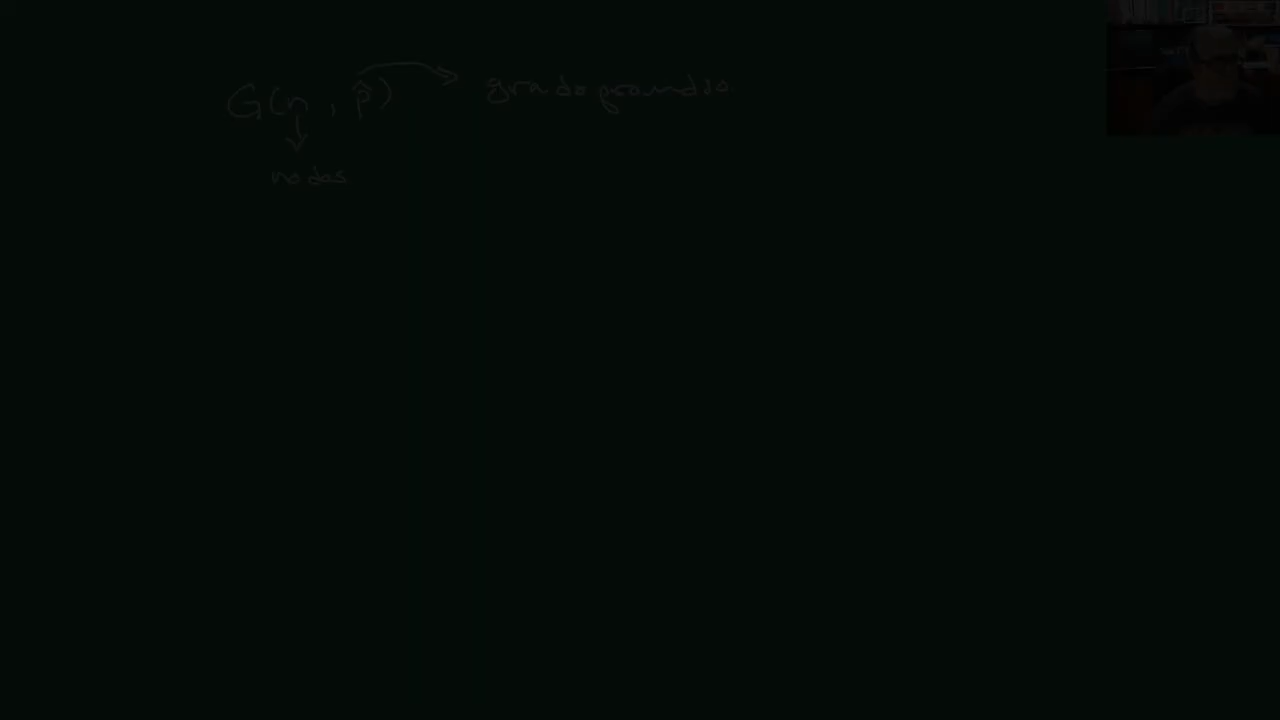 G(n, p̂) → grado promedio
nodos